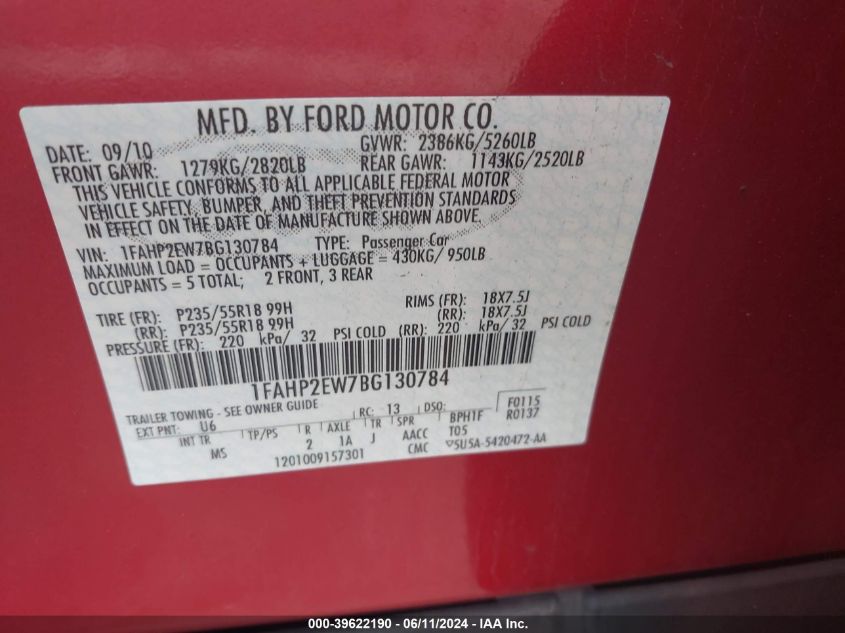 MFD. BY FORD MOTOR CO.
DATE: 09/10 GVWR: 2386KG/5260LB
FRONT GAWR: 1279KG/2820LB REAR GAWR: 1143KG/2520LB
THIS VEHICLE CONFORMS TO ALL APPLICABLE FEDERAL MOTOR
VEHICLE SAFETY, BUMPER, AND THEFT PREVENTION STANDARDS
IN EFFECT ON THE DATE OF MANUFACTURE SHOWN ABOVE.
VIN: 1FAHP2EW7BG130784 TYPE: Passenger Car
MAXIMUM LOAD = OCCUPANTS + LUGGAGE = 430KG/ 950LB
OCCUPANTS = 5 TOTAL; 2 FRONT, 3 REAR
TIRE (FR): P235/55R18 99H RIMS (FR): 18X7.5J
(RR): P235/55R18 99H (RR): 18X7.5J
PRESSURE (FR): 220 kPa/ 32 PSI COLD (RR): 220 kPa/ 32 PSI COLD
1FAHP2EW7BG130784
TRAILER TOWING - SEE OWNER GUIDE
EXT PNT: U6 RC: 13 DSO: F0115
R0137
INT TR TP/PS R AXLE TR SPR BPH1F
MS 2 1A J AACC T05
CMC 5U5A-5420472-AA
1201009157301
000-39622190 - 06/11/2024 - IAAI, Inc.